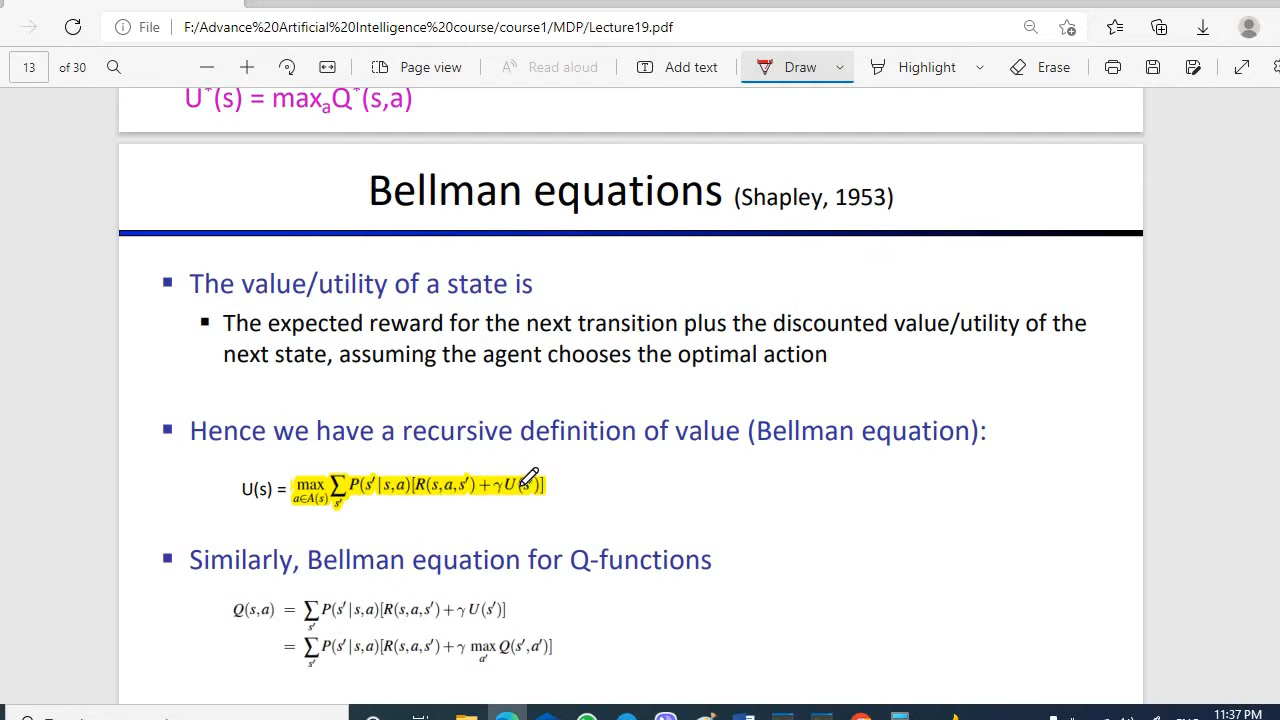 File F:/Advance%20Artificial%20Intelligence%20course/course1/MDP/Lecture19.pdf
13 of 30 Page view Read aloud Add text Draw Highlight Erase
U*(s) = maxₐQ*(s,a)
Bellman equations (Shapley, 1953)
The value/utility of a state is
The expected reward for the next transition plus the discounted value/utility of the
next state, assuming the agent chooses the optimal action
Hence we have a recursive definition of value (Bellman equation):
U(s) = max a∈A(s) ∑ s′ P(s′|s,a)[R(s,a,s′) + γU(s′)]
Similarly, Bellman equation for Q-functions
Q(s,a) = ∑ s′ P(s′|s,a)[R(s,a,s′) + γU(s′)]
= ∑ s′ P(s′|s,a)[R(s,a,s′) + γ max a′ Q(s′,a′)]
11:37 PM